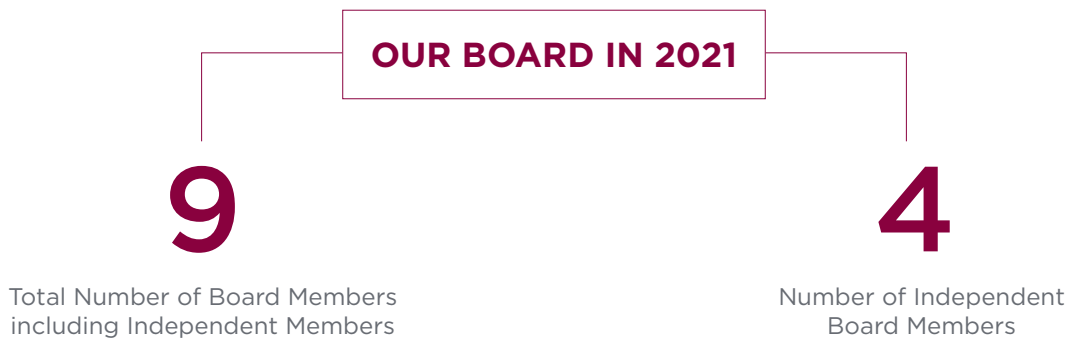 OUR BOARD IN 2021
9
Total Number of Board Members
including Independent Members
4
Number of Independent
Board Members